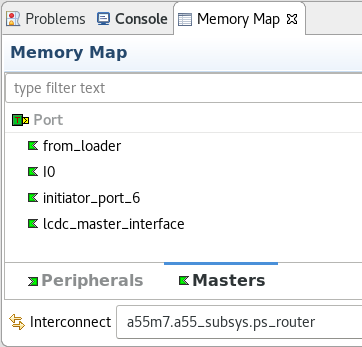 Problems Console Memory Map
Memory Map
type filter text
Port
from_loader
I0
initiator_port_6
lcdc_master_interface
Peripherals Masters
Interconnect a55m7.a55_subsys.ps_router